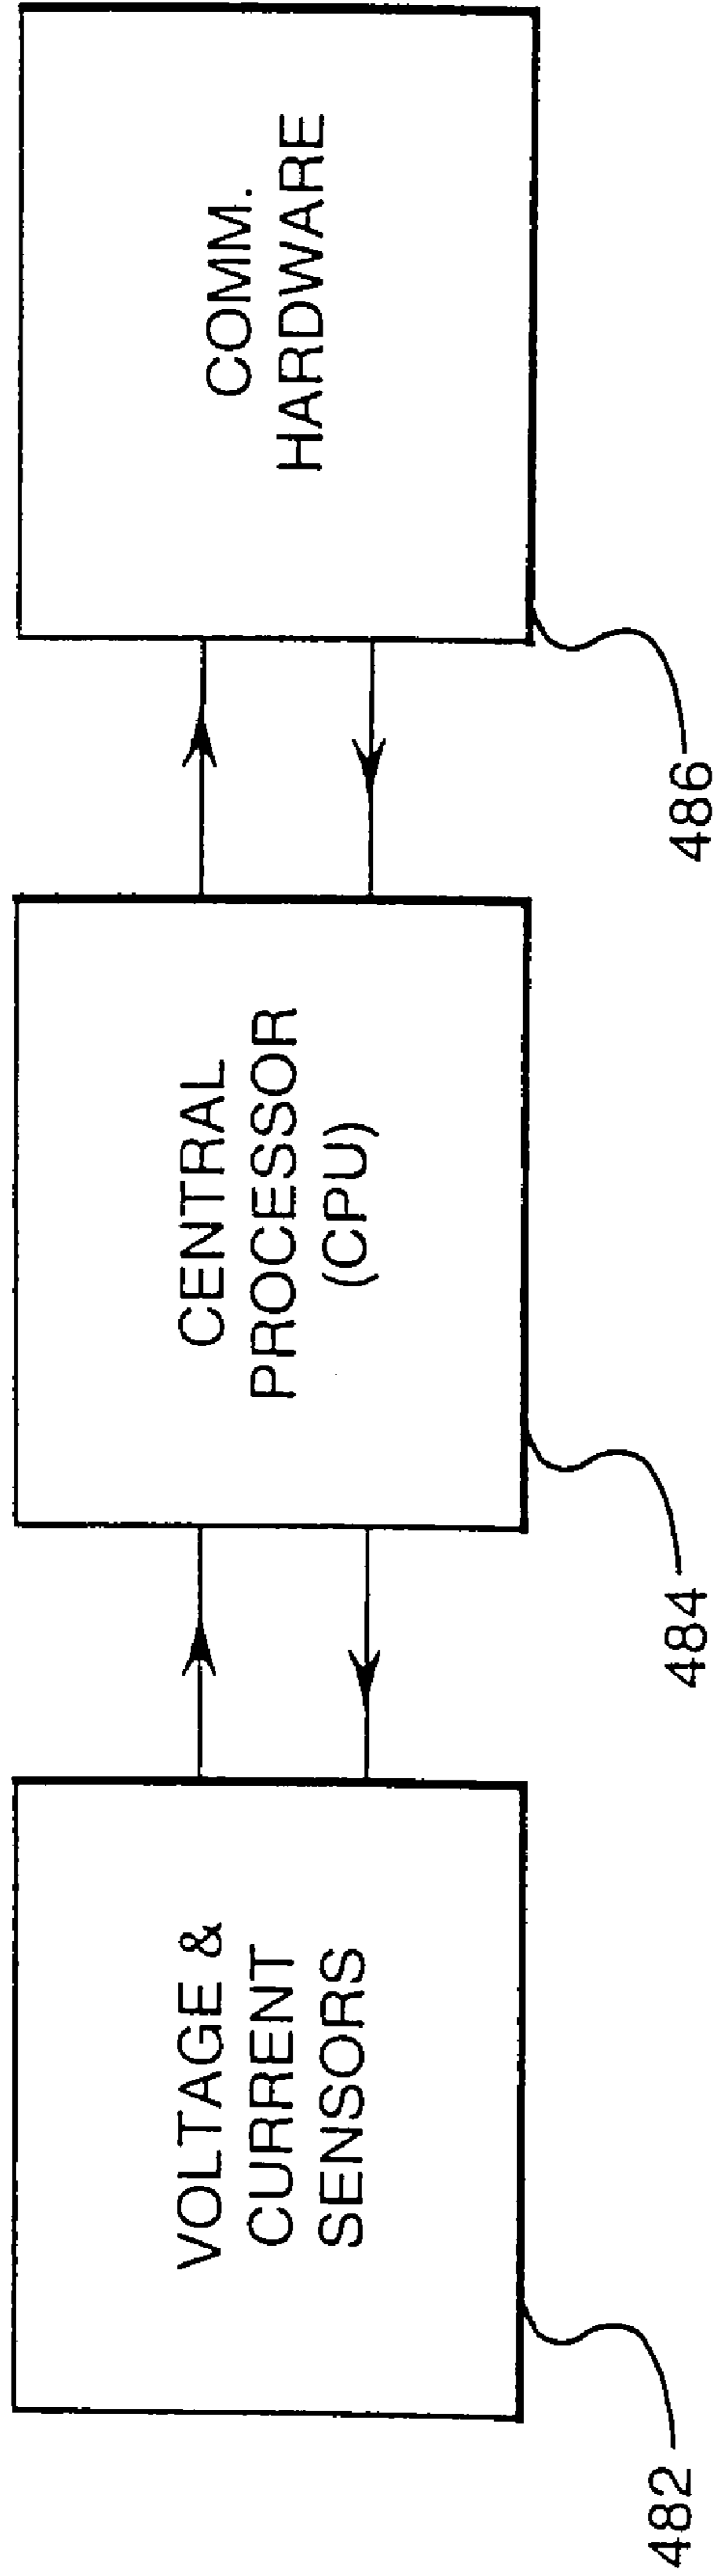 VOLTAGE &
CURRENT
SENSORS
482
CENTRAL
PROCESSOR
(CPU)
484
COMM.
HARDWARE
486